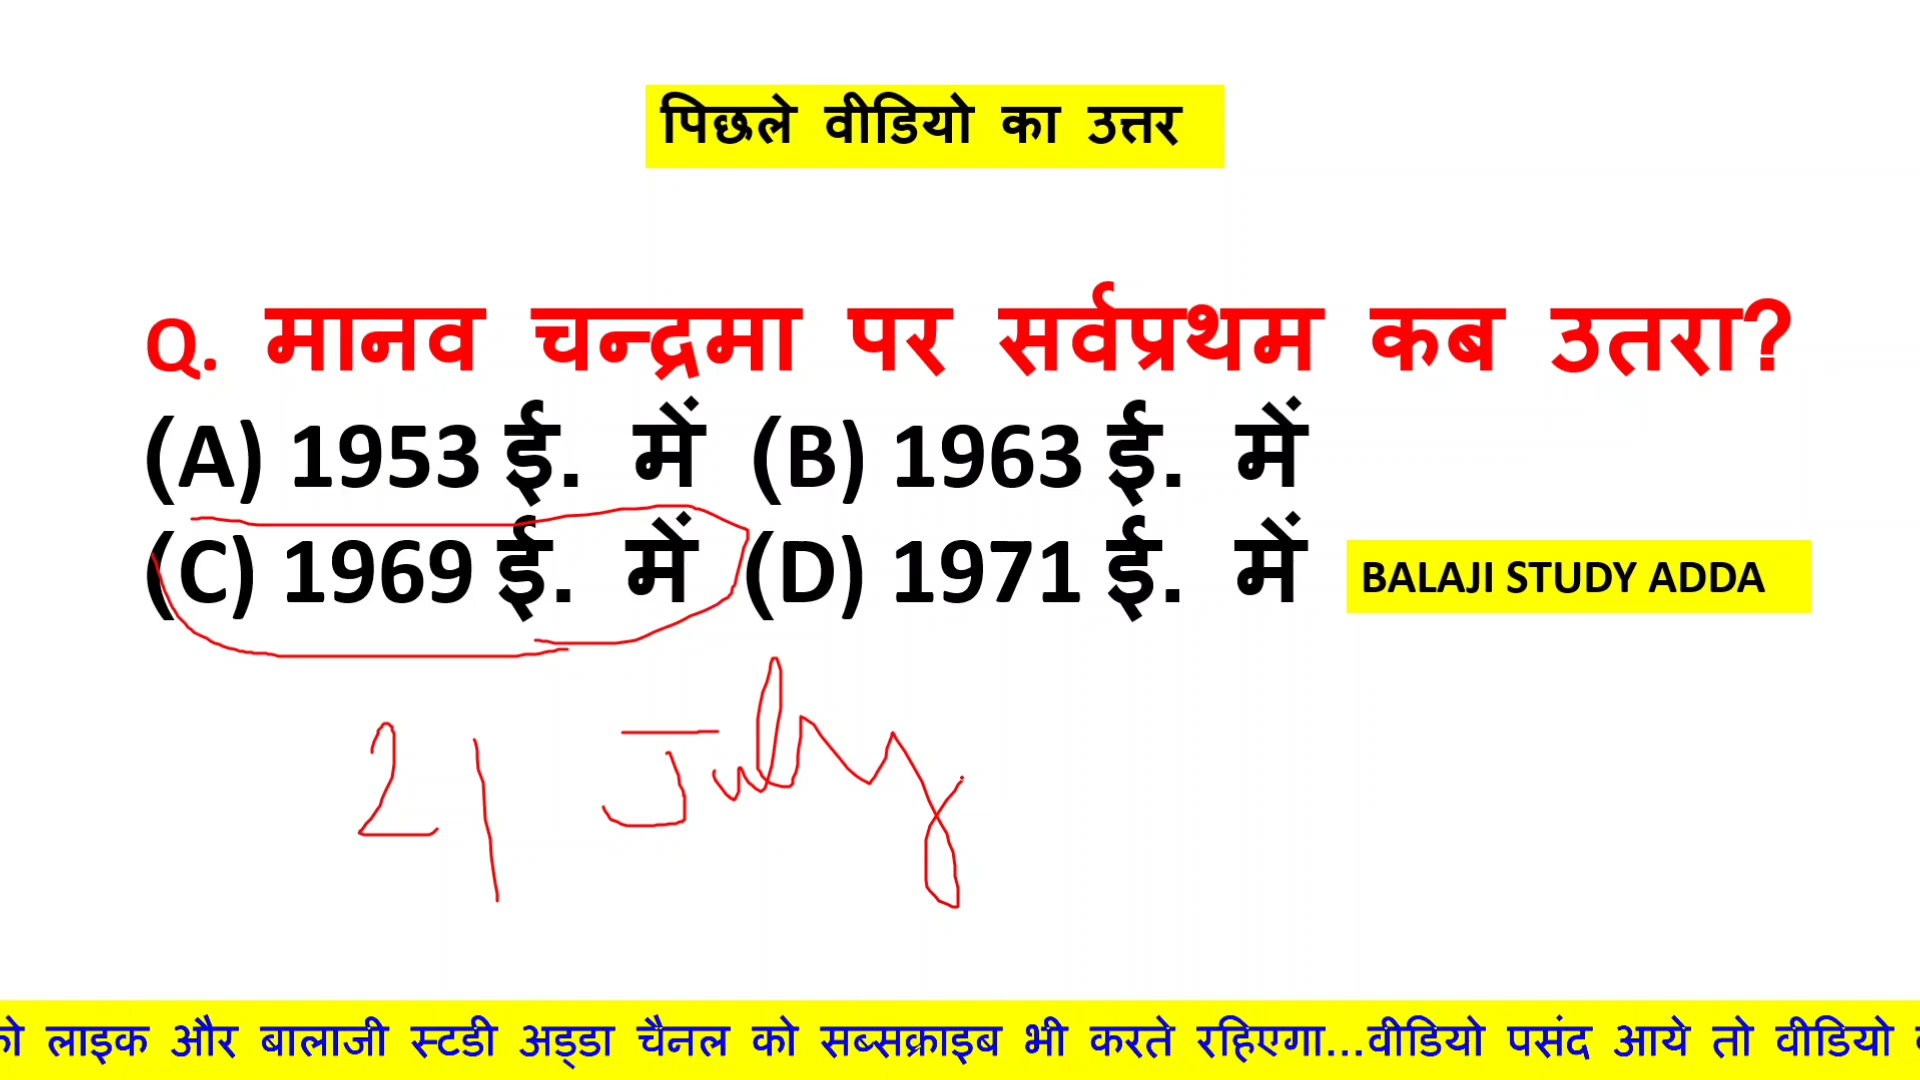 पिछले वीडियो का उत्तर
Q. मानव चन्द्रमा पर सर्वप्रथम कब उतरा?
(A) 1953 ई. में (B) 1963 ई. में
(C) 1969 ई. में (D) 1971 ई. में
BALAJI STUDY ADDA
21 July
लाइक और बालाजी स्टडी अड्डा चैनल को सब्सक्राइब भी करते रहिएगा...वीडियो पसंद आये तो वीडियो